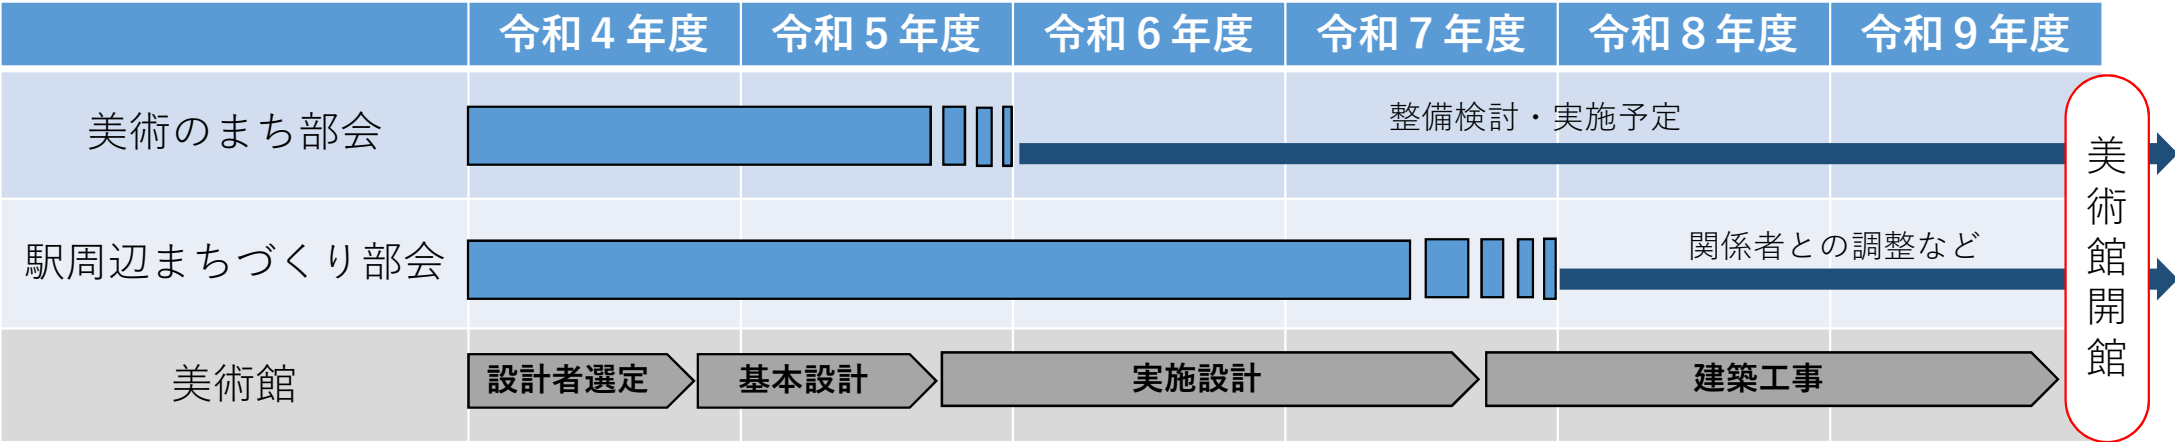 令和４年度 令和５年度 令和６年度 令和７年度 令和８年度 令和９年度
美術のまち部会
整備検討・実施予定
駅周辺まちづくり部会
関係者との調整など
美術館
設計者選定 基本設計 実施設計 建築工事
美術館開館